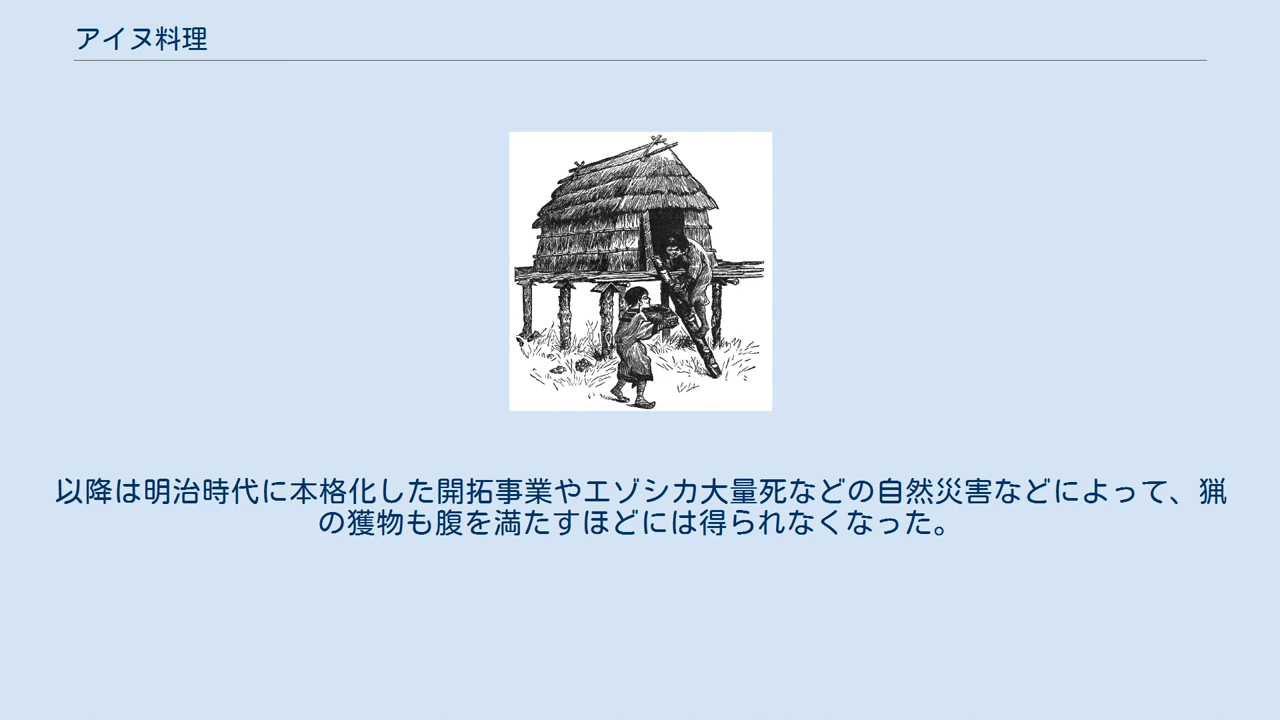 アイヌ料理
以降は明治時代に本格化した開拓事業やエゾシカ大量死などの自然災害などによって、猟
の獲物も腹を満たすほどには得られなくなった。